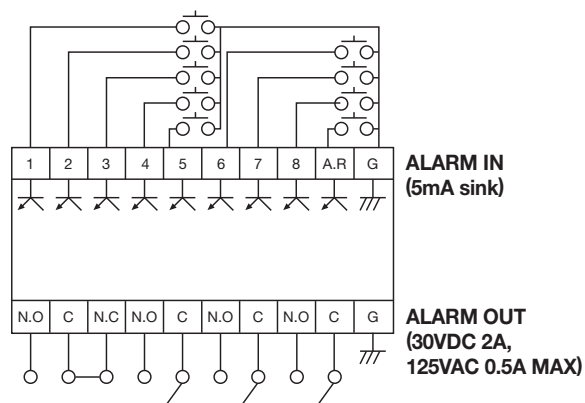 1 2 3 4 5 6 7 8 A.R G
ALARM IN
(5mA sink)
N.O C N.C N.O C N.O C N.O C G
ALARM OUT
(30VDC 2A,
125VAC 0.5A MAX)